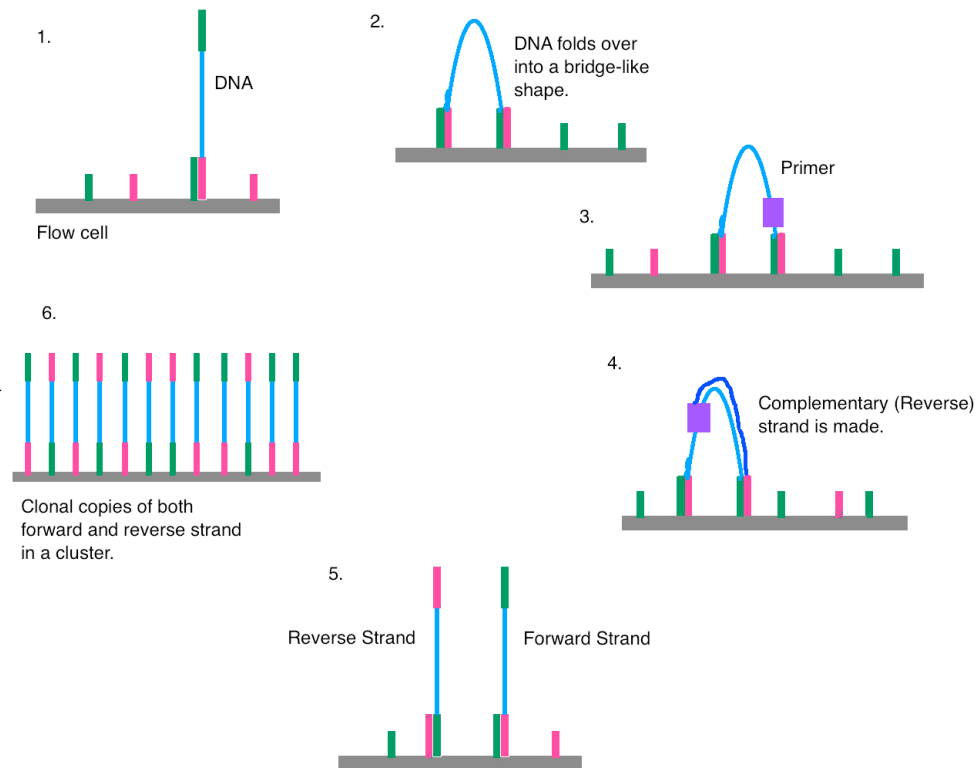 1.
DNA
Flow cell
2.
DNA folds over
into a bridge-like
shape.
3.
Primer
4.
Complementary (Reverse)
strand is made.
5.
Reverse Strand
Forward Strand
6.
Clonal copies of both
forward and reverse strand
in a cluster.